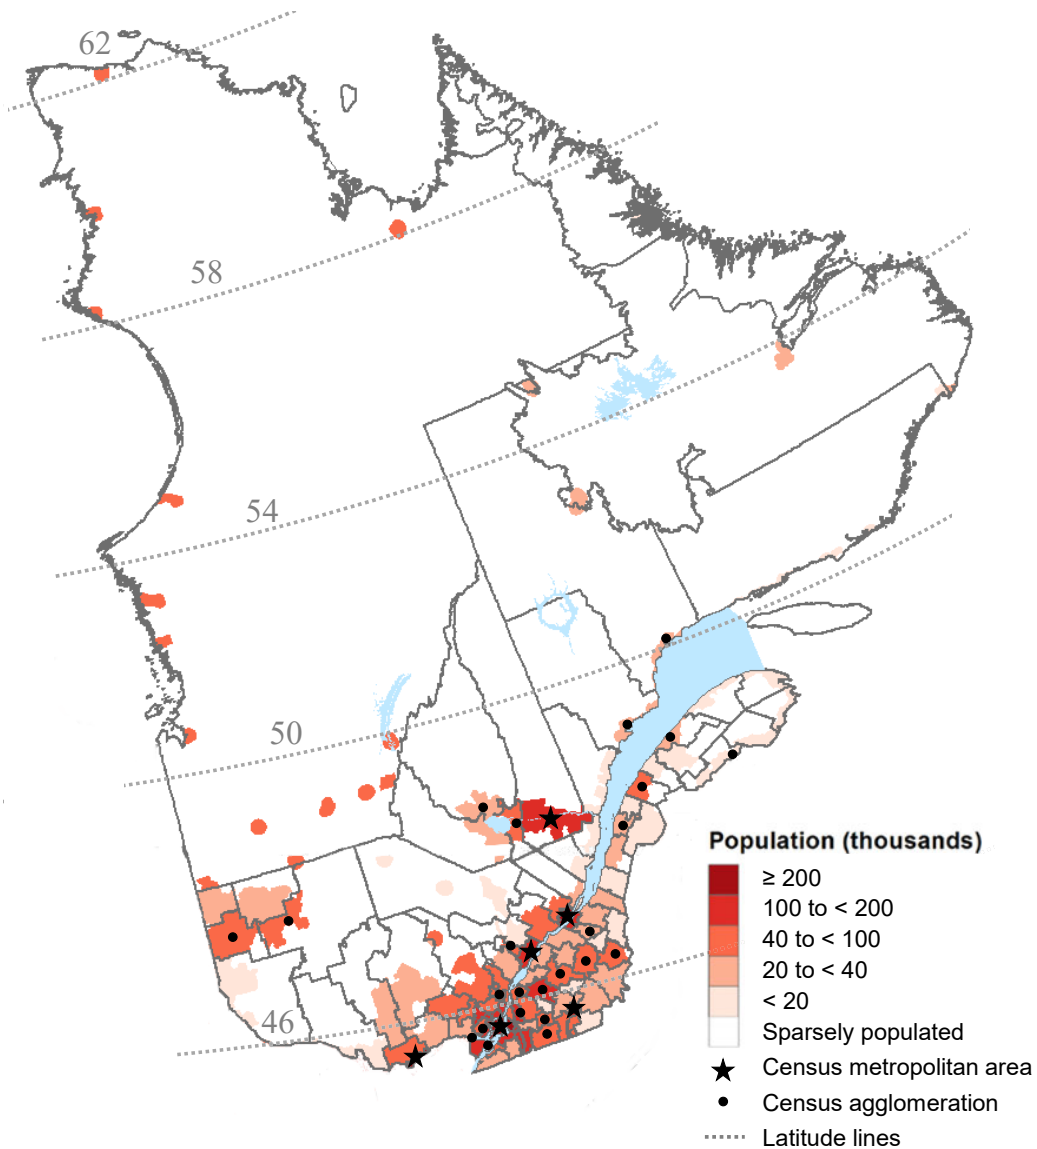 62
58
54
50
46
Population (thousands)
≥ 200
100 to < 200
40 to < 100
20 to < 40
< 20
Sparsely populated
Census metropolitan area
Census agglomeration
Latitude lines